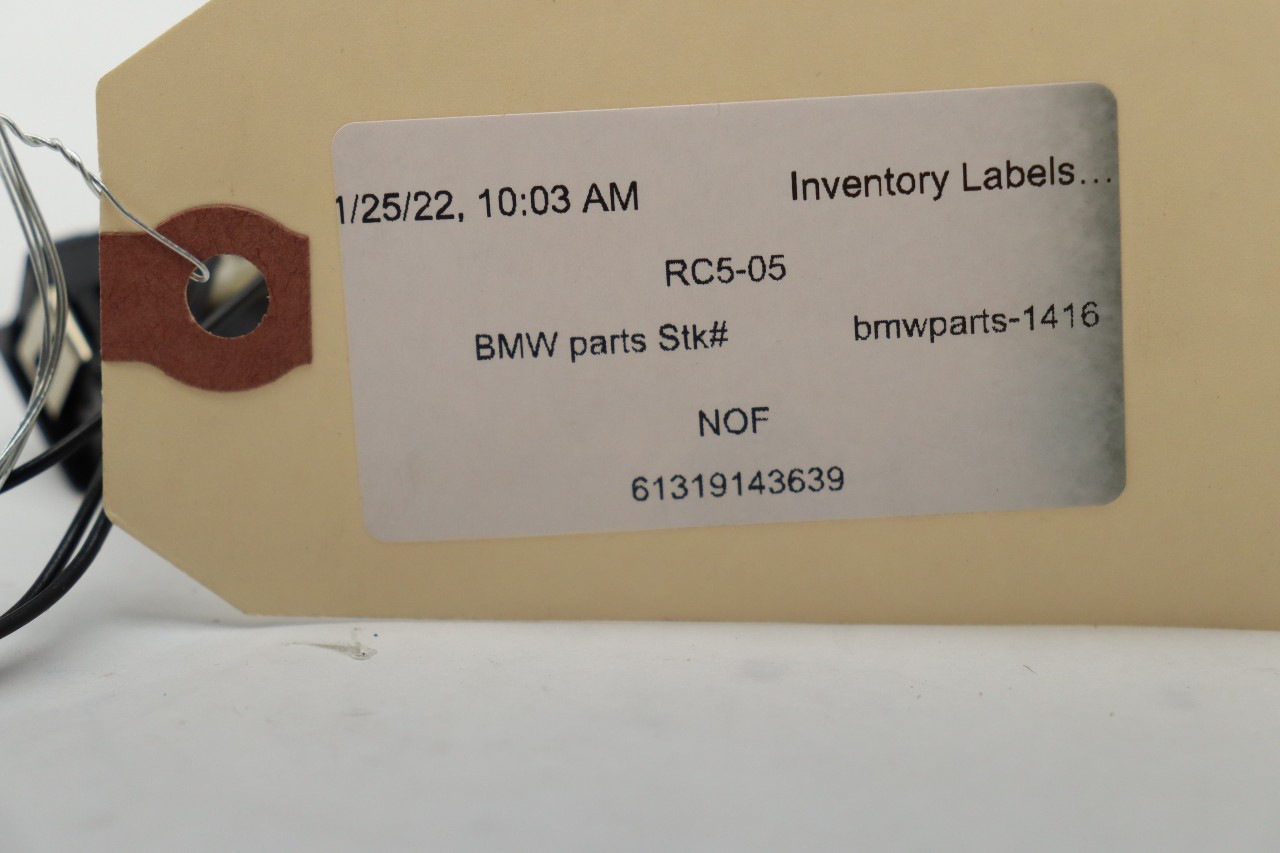 1/25/22, 10:03 AM Inventory Labels...
RC5-05
BMW parts Stk# bmwparts-1416
NOF
61319143639